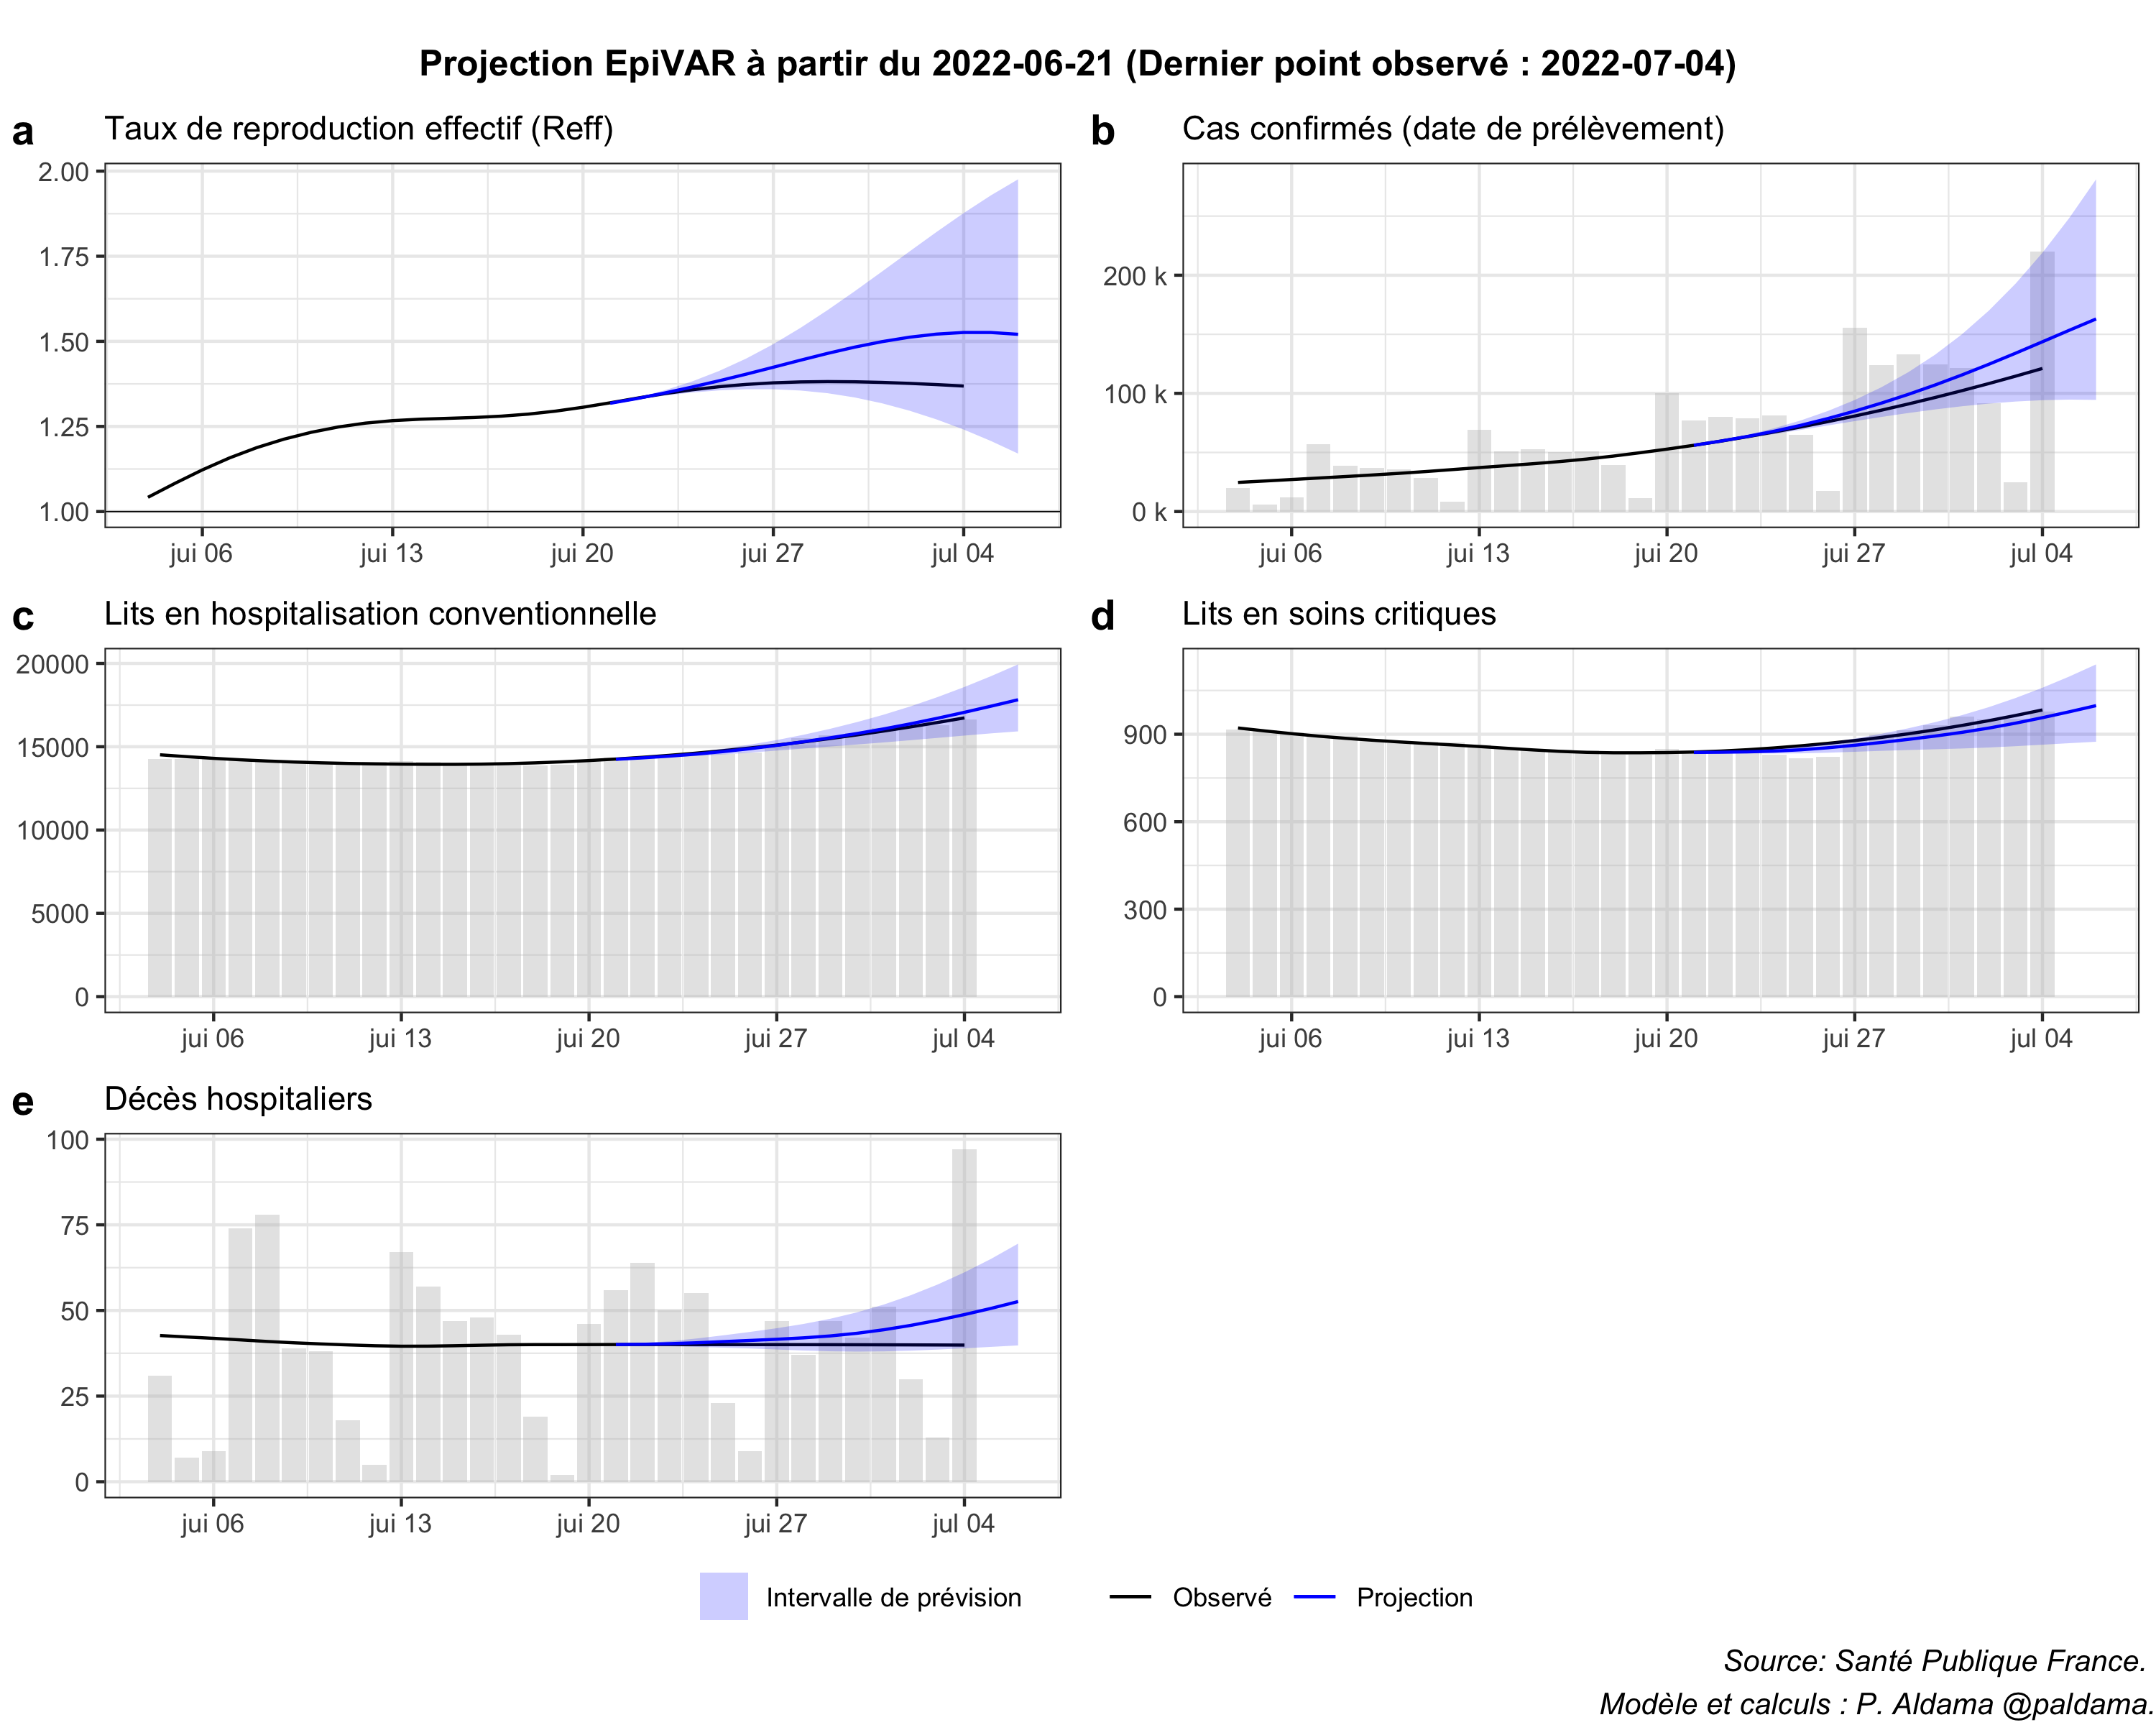 Projection EpiVAR à partir du 2022-06-21 (Dernier point observé : 2022-07-04)
a Taux de reproduction effectif (Reff)
2.00
1.75
1.50
1.25
1.00
jui 06 jui 13 jui 20 jui 27 jul 04
b Cas confirmés (date de prélèvement)
200 k
100 k
0 k
jui 06 jui 13 jui 20 jui 27 jul 04
c Lits en hospitalisation conventionnelle
20000
15000
10000
5000
0
jui 06 jui 13 jui 20 jui 27 jul 04
d Lits en soins critiques
900
600
300
0
jui 06 jui 13 jui 20 jui 27 jul 04
e Décès hospitaliers
100
75
50
25
0
jui 06 jui 13 jui 20 jui 27 jul 04
Intervalle de prévision Observé Projection
Source: Santé Publique France.
Modèle et calculs : P. Aldama @paldama.